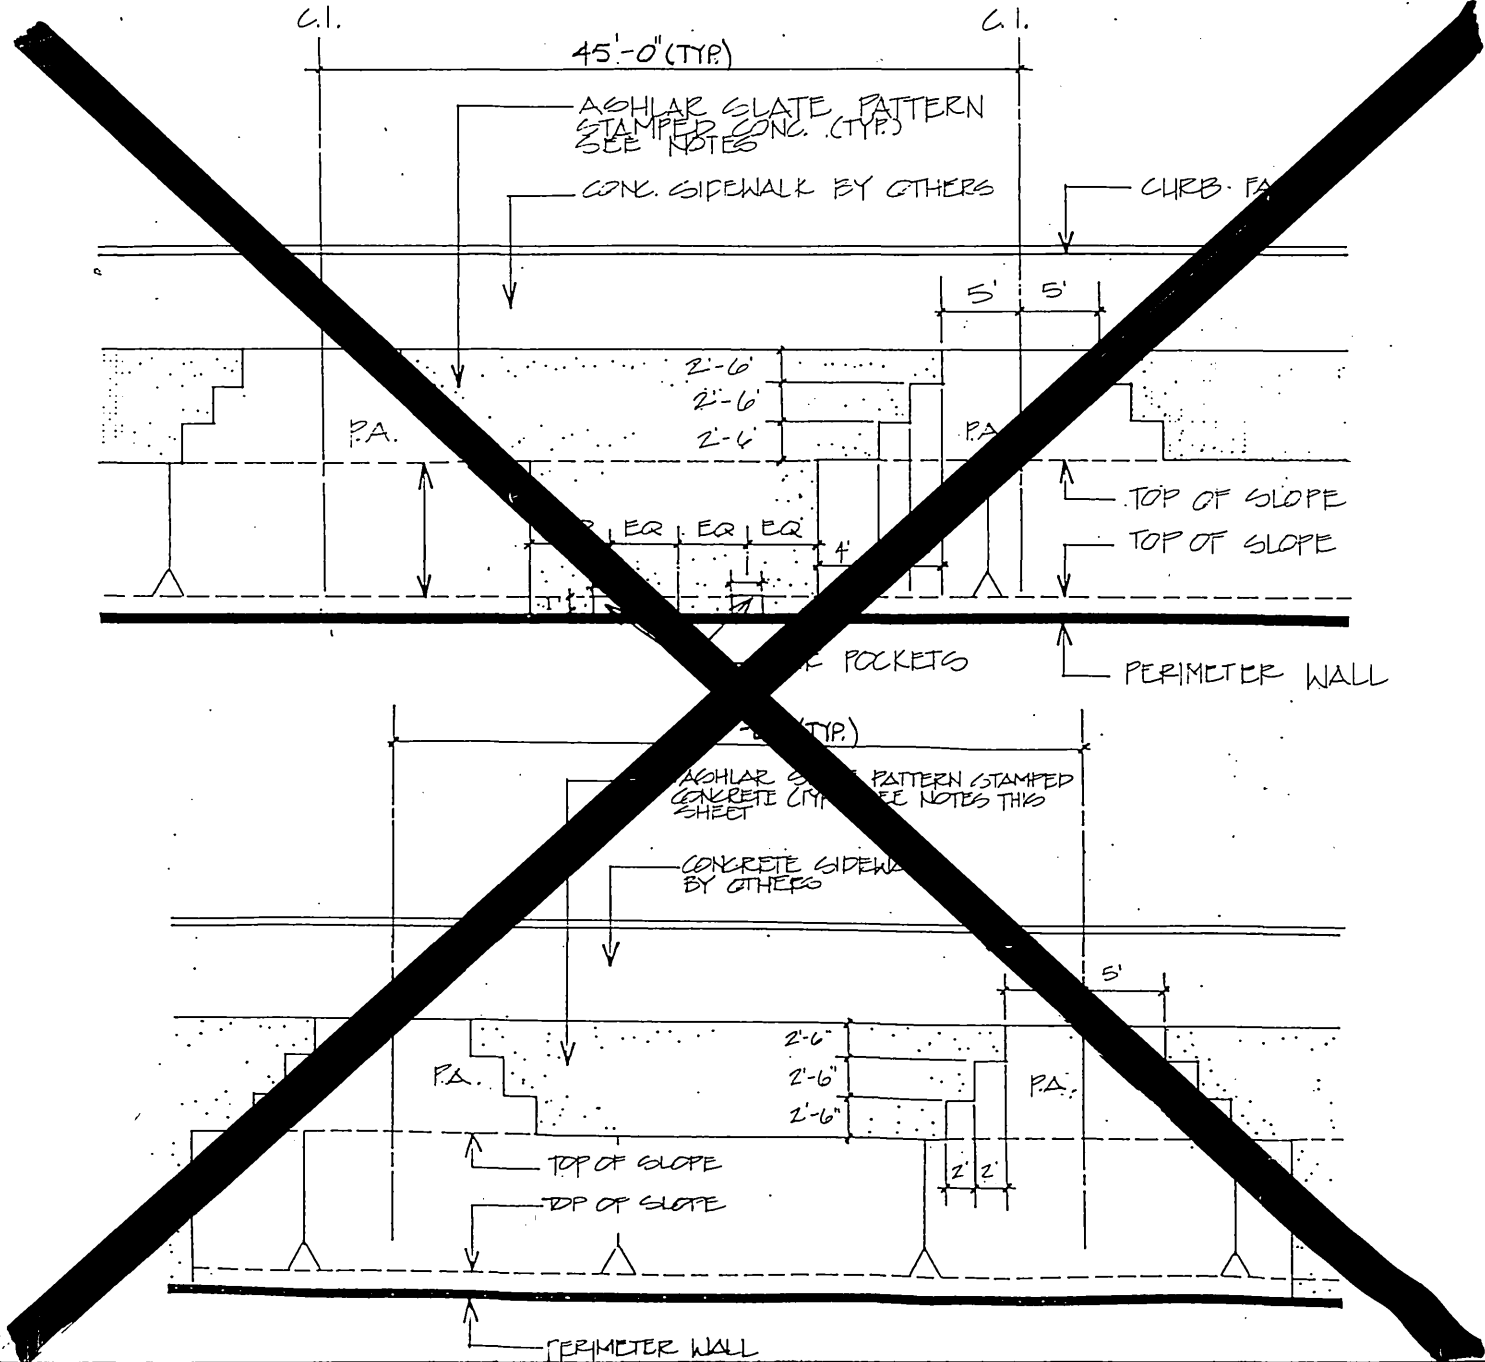 C.I.
C.I.
45'-0" (TYP.)
ASHLAR SLATE PATTERN
STAMPED CONC. (TYP.)
SEE NOTES
CONC. SIDEWALK BY OTHERS
CURB
5'
5'
2'-6"
2'-6"
2'-6"
P.A.
P.A.
TOP OF SLOPE
EQ
EQ
EQ
TOP OF SLOPE
4'
1'
POCKETS
PERIMETER WALL
(TYP.)
ASHLAR PATTERN STAMPED
CONCRETE NOTES THIS
SHEET
CONCRETE
BY OTHERS
5'
2'-6"
2'-6"
2'-6"
P.A.
P.A.
TOP OF SLOPE
2'
2'
TOP OF SLOPE
PERIMETER WALL